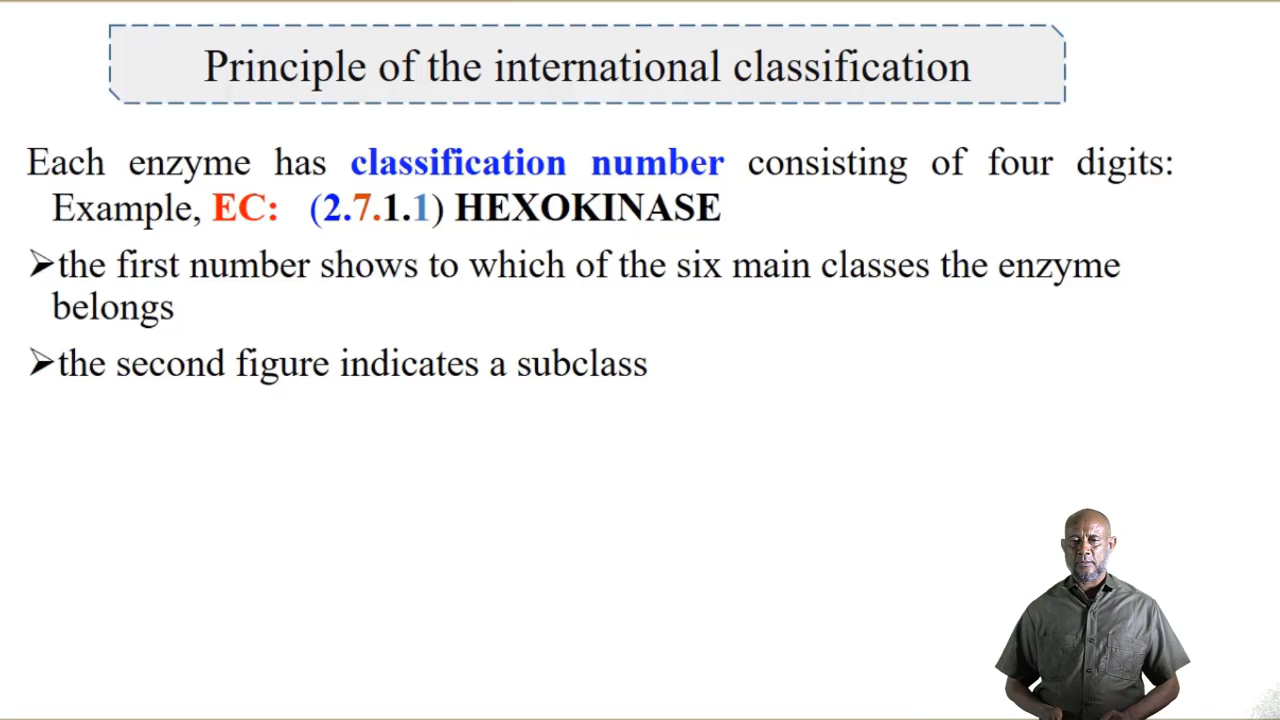 Principle of the international classification
Each enzyme has classification number consisting of four digits:
Example, EC: (2.7.1.1) HEXOKINASE
➢the first number shows to which of the six main classes the enzyme
belongs
➢the second figure indicates a subclass